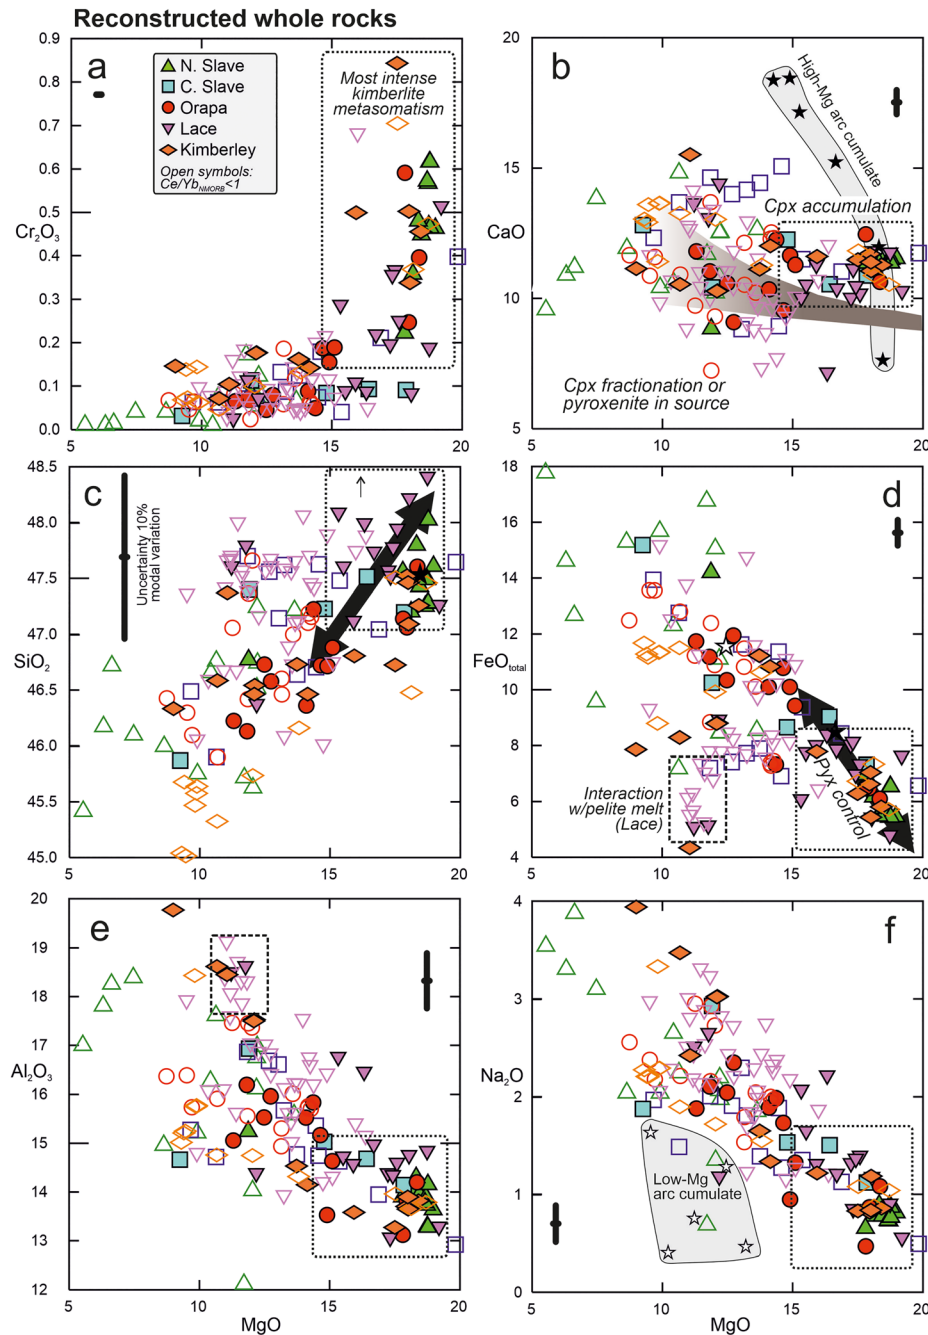 Reconstructed whole rocks
a
0.9
0.8
0.7
0.6
0.5
Cr2O3
0.4
0.3
0.2
0.1
0.0
5
10
15
20
N. Slave
C. Slave
Orapa
Lace
Kimberley
Open symbols:
Ce/YbNMORB<1
Most intense
kimberlite
metasomatism
b
20
15
CaO
10
5
5
10
15
20
High-Mg arc cumulate
Cpx accumulation
Cpx fractionation or
pyroxenite in source
c
48.5
48.0
47.5
47.0
SiO2
46.5
46.0
45.5
45.0
5
10
15
20
Uncertainty 10%
modal variation
d
18
16
14
12
FeOtotal
10
8
6
4
5
10
15
20
Interaction
w/pelite melt
(Lace)
Pyx control
e
20
19
18
17
Al2O3
16
15
14
13
12
5
10
15
20
MgO
f
4
3
Na2O
2
1
0
5
10
15
20
Low-Mg
arc cumulate
MgO